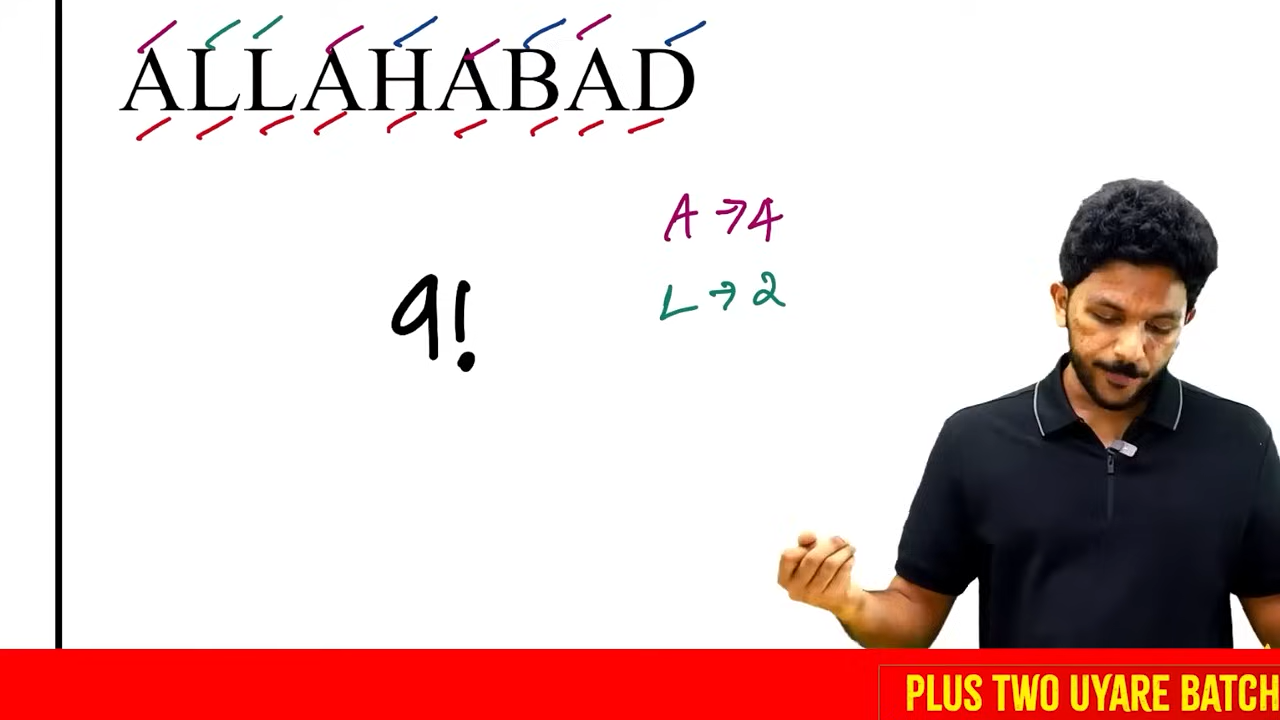 ALLAHABAD
A → 4
L → 2
9!
PLUS TWO UYARE BATCH